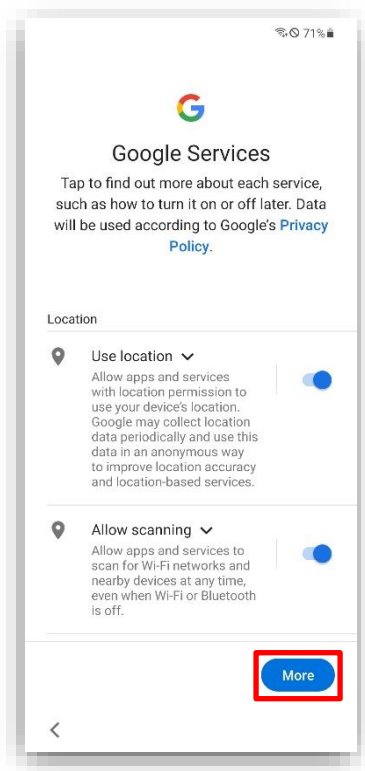 71%
Google Services
Tap to find out more about each service,
such as how to turn it on or off later. Data
will be used according to Google's Privacy
Policy.
Location
Use location
Allow apps and services
with location permission to
use your device's location.
Google may collect location
data periodically and use this
data in an anonymous way
to improve location accuracy
and location-based services.
Allow scanning
Allow apps and services to
scan for Wi-Fi networks and
nearby devices at any time,
even when Wi-Fi or Bluetooth
is off.
More